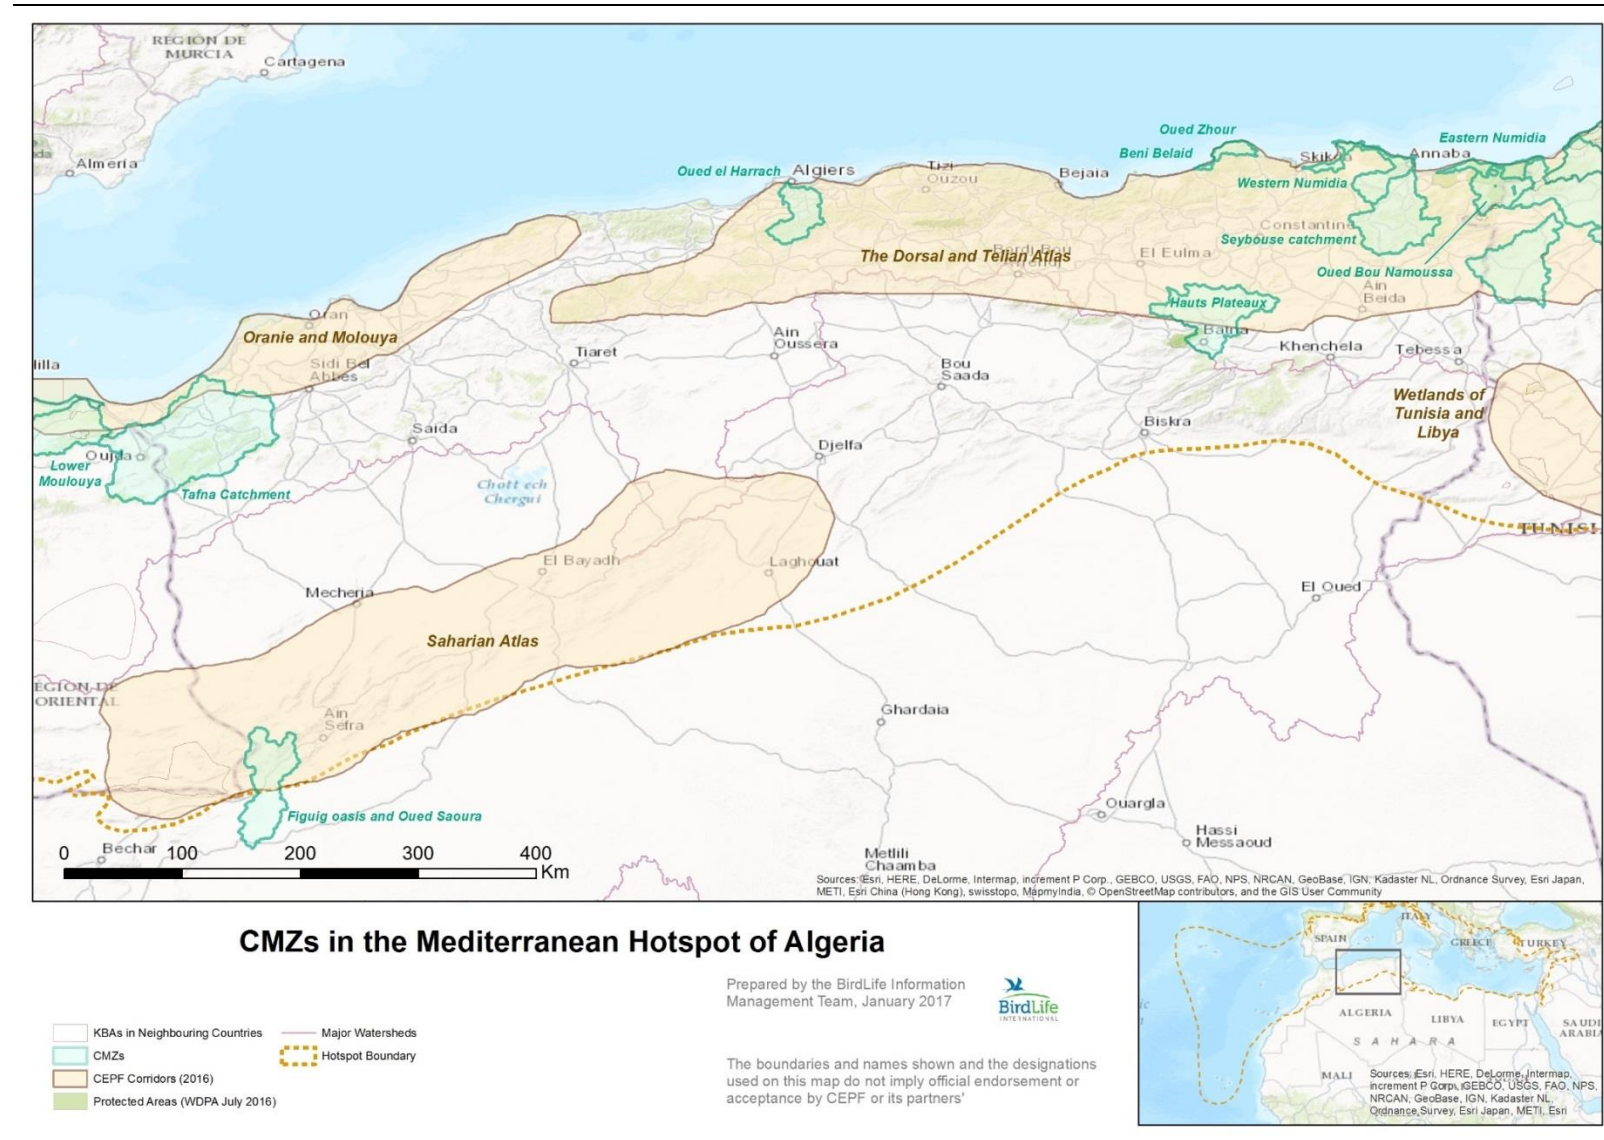 REGION DE
MURCIA
Cartagena
Almería
Oued Zhour
Eastern Numidia
Beni Belaid
Skik
Annaba
Oued el Harrach
Algiers
Tizi
Ouzou
Bejaia
Western Numidia
Constantine
Seybouse catchment
The Dorsal and Tellian Atlas
El Eulma
Oued Bou Namoussa
Ain
Beida
Hauts Plateaux
Batna
Oran
Oranie and Molouya
Ain
Oussera
Khenchela
Tebessa
lilla
Sidi Bel
Abbes
Tiaret
Bou
Saada
Wetlands of
Tunisia and
Libya
Saida
Biskra
Oujda
Djelfa
Lower
Moulouya
Tafna Catchment
Chott ech
Chergui
TUNISI
El Bayadh
Laghouat
Mecheria
El Oued
Saharian Atlas
EGION DE
ORIENTAL
Ain
Sefra
Ghardaia
Figuig oasis and Oued Saoura
Ouargla
Hassi
Messaoud
Bechar
0 100 200 300 400
Km
Metlili
Chaamba
Sources: Esri, HERE, DeLorme, Intermap, increment P Corp., GEBCO, USGS, FAO, NPS, NRCAN, GeoBase, IGN, Kadaster NL, Ordnance Survey, Esri Japan,
METI, Esri China (Hong Kong), swisstopo, MapmyIndia, © OpenStreetMap contributors, and the GIS User Community
CMZs in the Mediterranean Hotspot of Algeria
Prepared by the BirdLife Information
Management Team, January 2017
BirdLife
INTERNATIONAL
KBAs in Neighbouring Countries
Major Watersheds
CMZs
Hotspot Boundary
CEPF Corridors (2016)
Protected Areas (WDPA July 2016)
The boundaries and names shown and the designations
used on this map do not imply official endorsement or
acceptance by CEPF or its partners'
ITALY
SPAIN
GREECE
TURKEY
ALGERIA
LIBYA
EGYPT
SAUDI
ARABIA
SAHARA
MALI
Sources: Esri, HERE, DeLorme, Intermap,
increment P Corp., GEBCO, USGS, FAO, NPS,
NRCAN, GeoBase, IGN, Kadaster NL,
Ordnance Survey, Esri Japan, METI, Esri